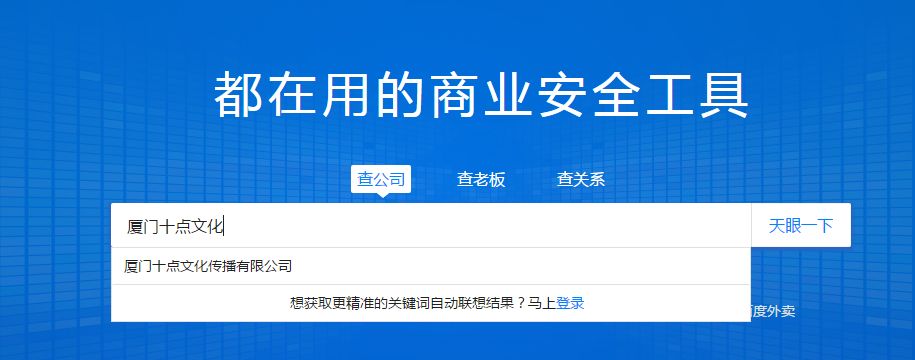 都在用的商业安全工具
查公司 查老板 查关系
厦门十点文化 天眼一下
厦门十点文化传播有限公司
想获取更精准的关键词自动联想结果？马上登录
度外卖